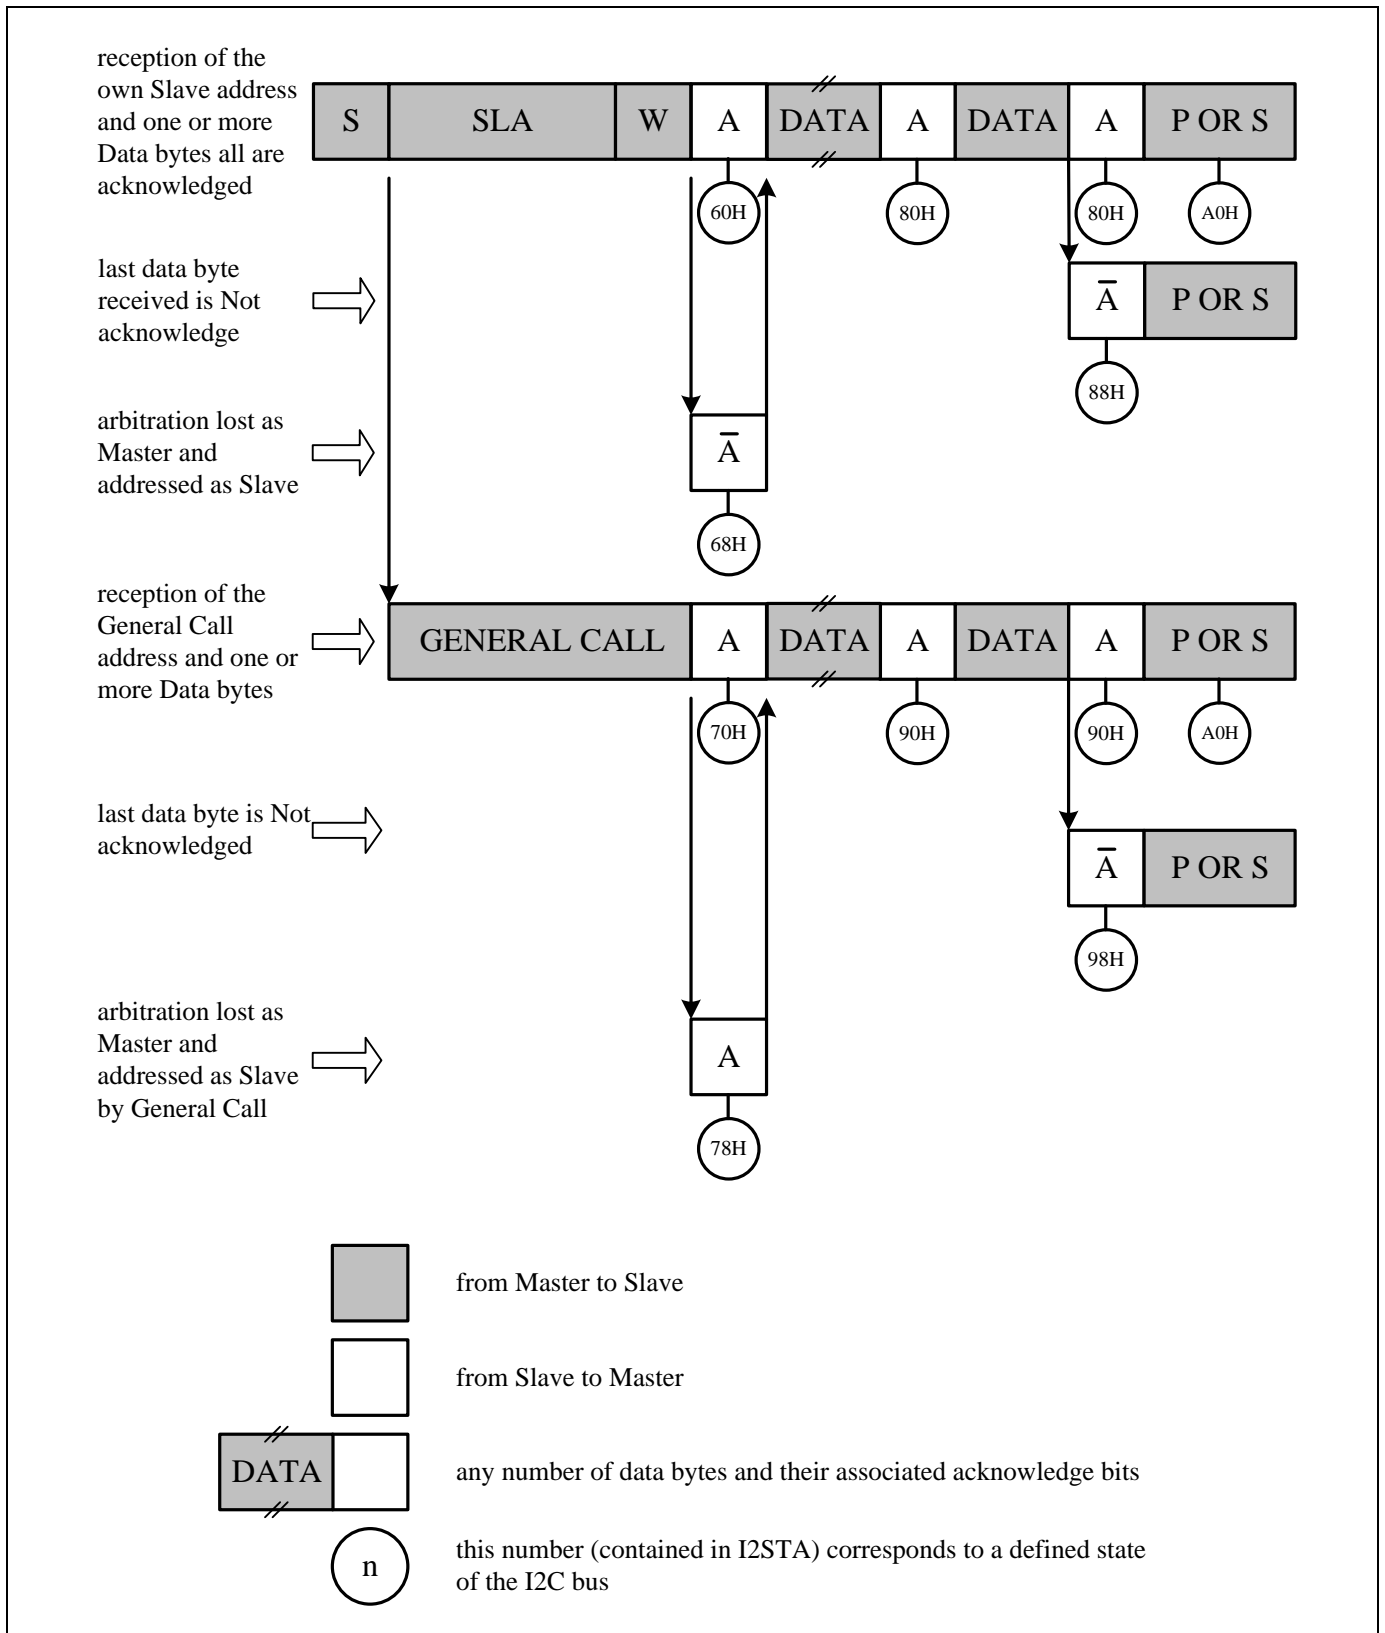 reception of the
own Slave address
and one or more
Data bytes all are
acknowledged
S SLA W A DATA A DATA A P OR S
60H 80H 80H A0H
last data byte
received is Not
acknowledge
A̅ P OR S
88H
arbitration lost as
Master and
addressed as Slave
A̅
68H
reception of the
General Call
address and one or
more Data bytes
GENERAL CALL A DATA A DATA A P OR S
70H 90H 90H A0H
last data byte is Not
acknowledged
A̅ P OR S
98H
arbitration lost as
Master and
addressed as Slave
by General Call
A
78H
from Master to Slave
from Slave to Master
DATA
any number of data bytes and their associated acknowledge bits
n
this number (contained in I2STA) corresponds to a defined state
of the I2C bus